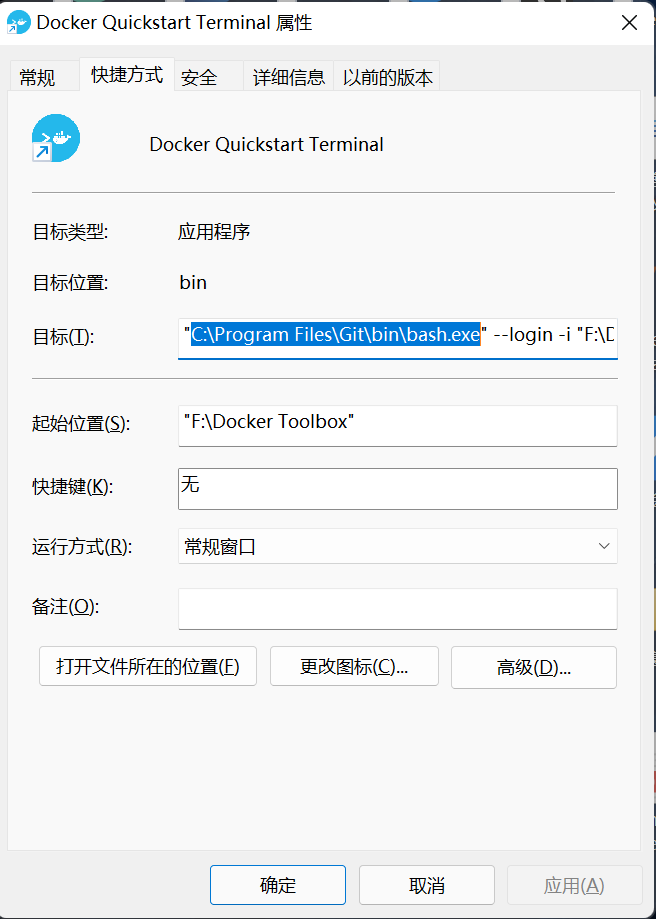 Docker Quickstart Terminal 属性
常规 快捷方式 安全 详细信息 以前的版本
Docker Quickstart Terminal
目标类型: 应用程序
目标位置: bin
目标(T): "C:\Program Files\Git\bin\bash.exe" --login -i "F:\D
起始位置(S): "F:\Docker Toolbox"
快捷键(K): 无
运行方式(R): 常规窗口
备注(O):
打开文件所在的位置(F) 更改图标(C)... 高级(D)...
确定 取消 应用(A)